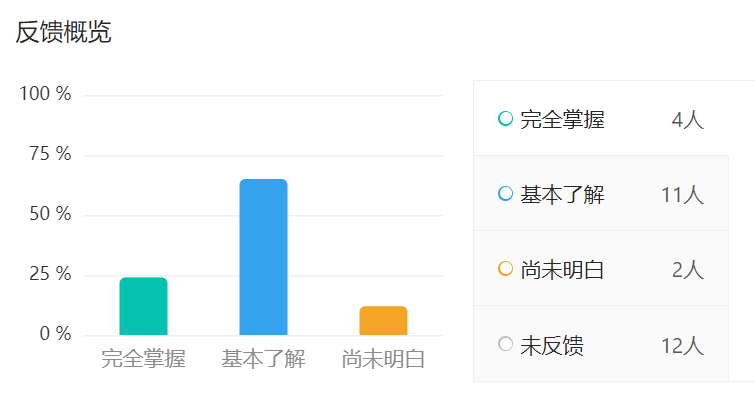 反馈概览
100 %
75 %
50 %
25 %
0 %
完全掌握 基本了解 尚未明白
完全掌握 4人
基本了解 11人
尚未明白 2人
未反馈 12人